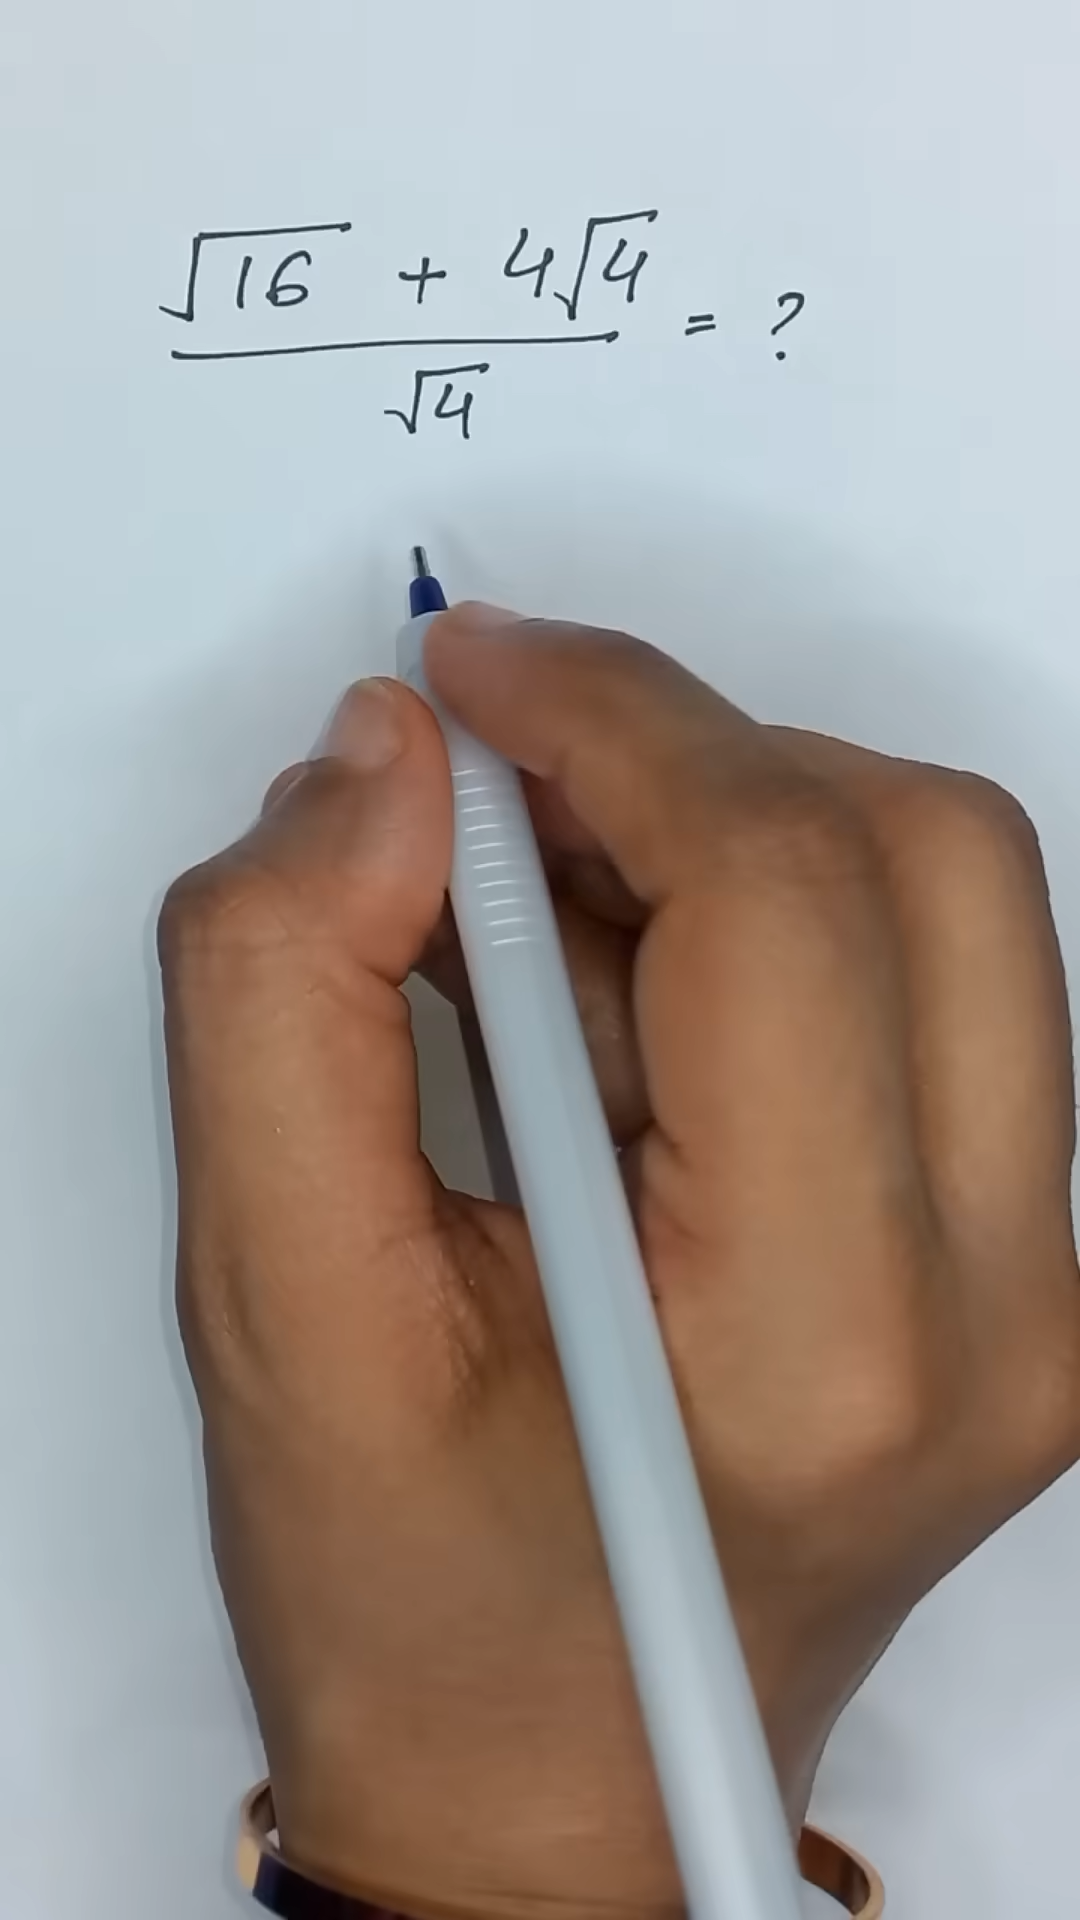 √16 + 4√4
= ?
√4